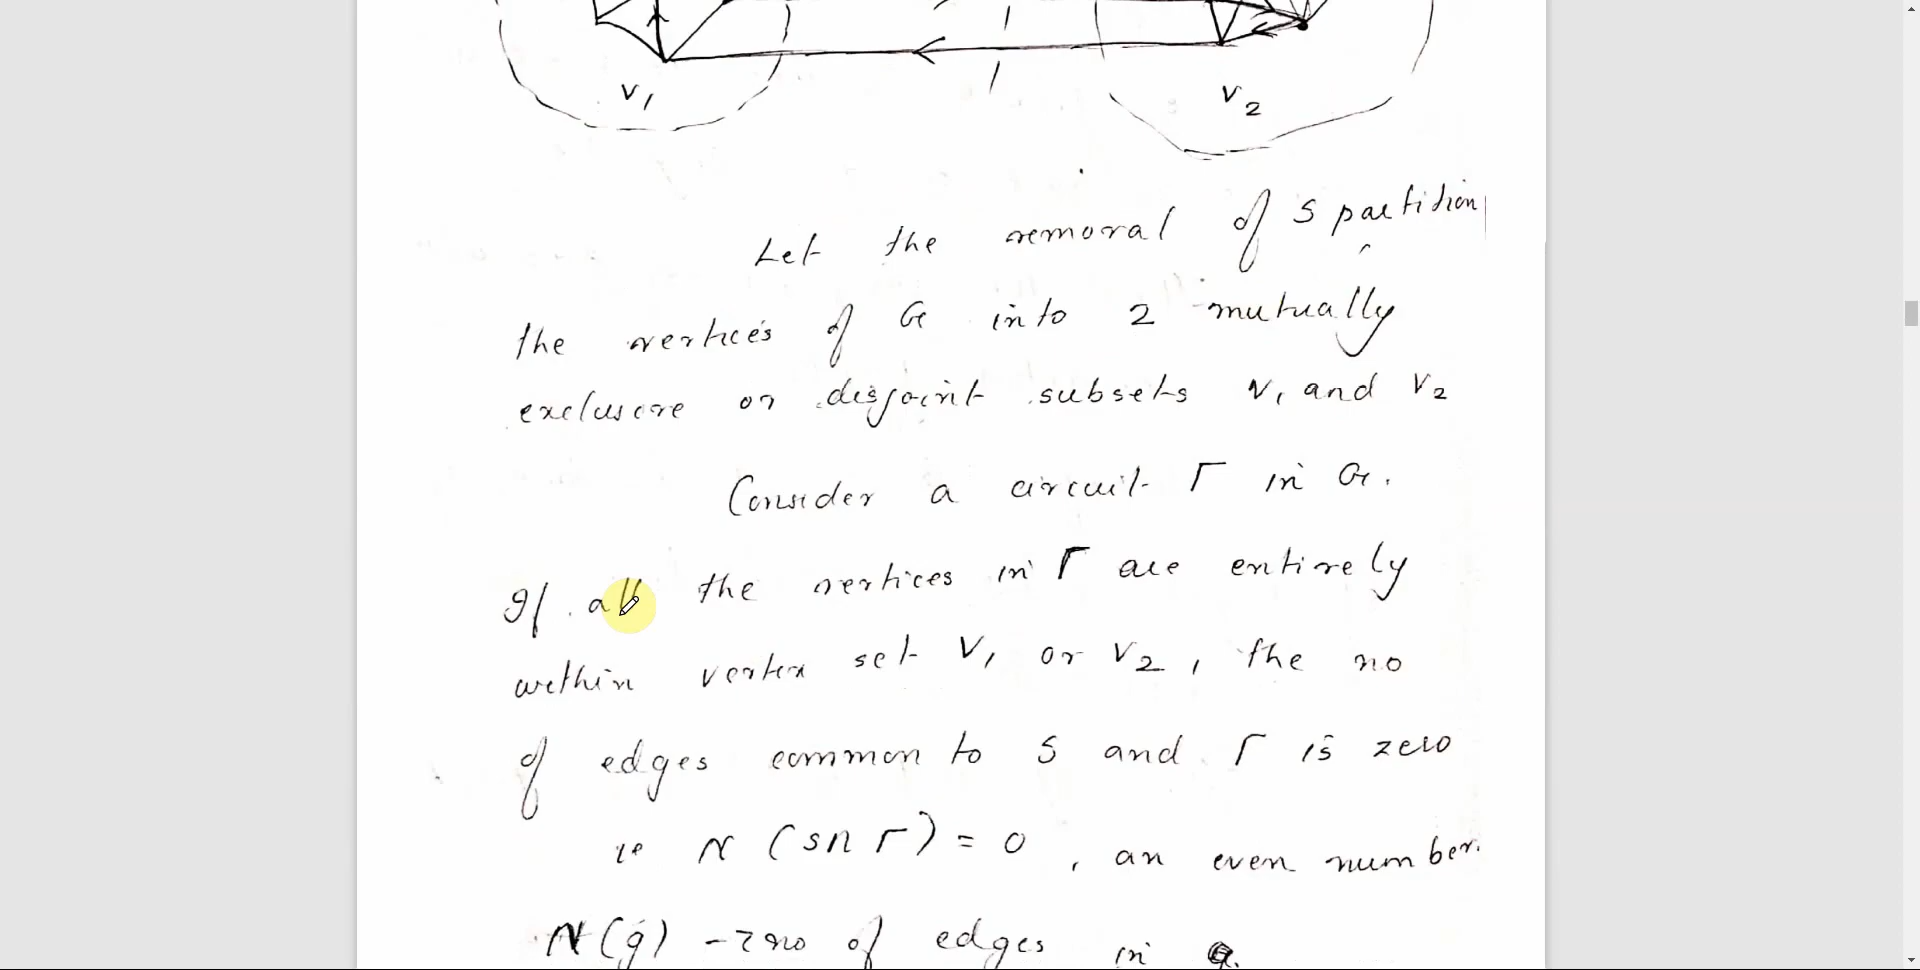 V1 V2
Let the removal of S partition
the vertices of G into 2 mutually
exclusive or disjoint subsets V1 and V2
Consider a circuit Γ in G.
If all the vertices in Γ are entirely
within vertex set V1 or V2, the no
of edges common to S and Γ is zero
ie N (S∩Γ) = 0, an even number.
N(g) - no of edges in